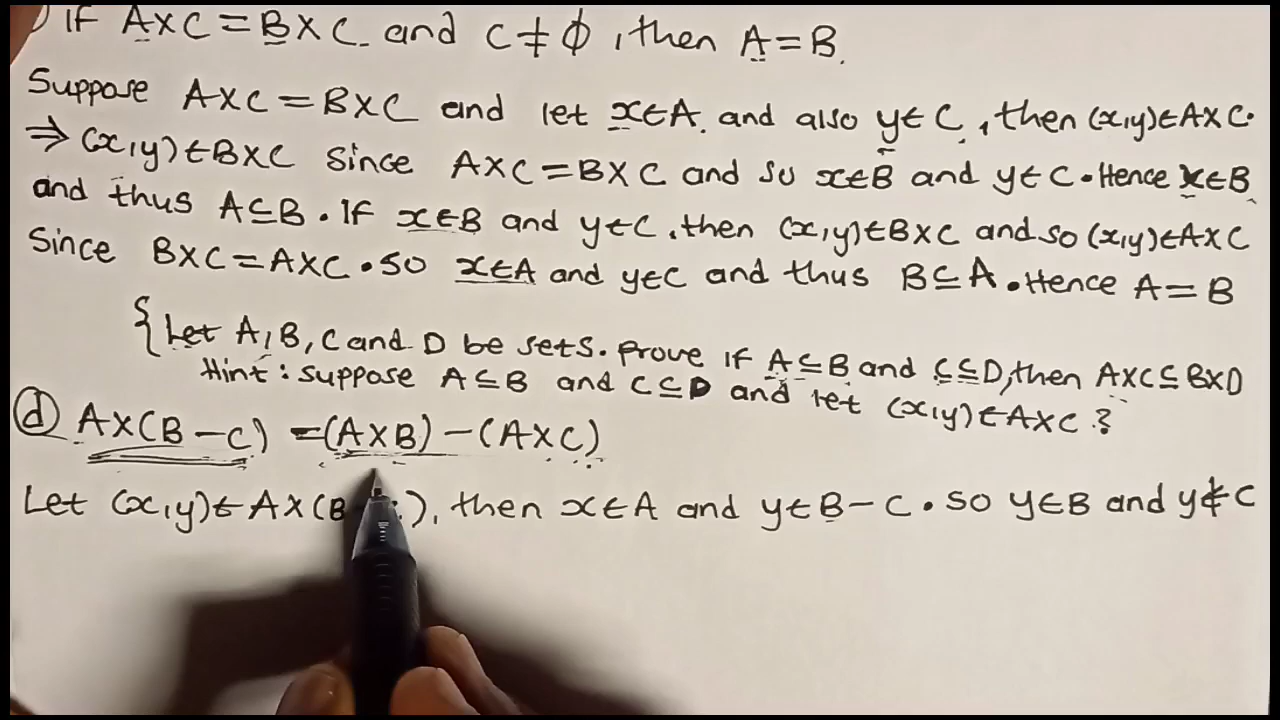 ) If A×C=B×C and C≠ϕ, then A=B.
Suppose A×C=B×C and let x∈A. and also y∈C, then (x,y)∈A×C.
⇒(x,y)∈B×C Since A×C=B×C and so x∈B and y∈C. Hence x∈B
and thus A⊆B. If x∈B and y∈C, then (x,y)∈B×C and so (x,y)∈A×C
Since B×C=A×C. So x∈A and y∈C and thus B⊆A. Hence A=B
{Let A,B, C and D be sets. Prove if A⊆B and C⊆D, then A×C⊆B×D
Hint: Suppose A⊆B and C⊆D and let (x,y)∈A×C }
(d) A×(B-C) =(A×B)-(A×C)
Let (x,y)∈A×(B ), then x∈A and y∈B-C. So y∈B and y∉C